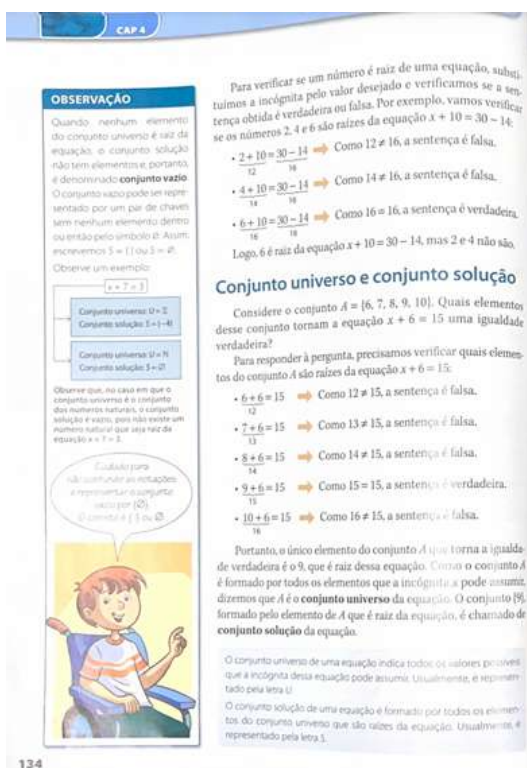 CAP 4
OBSERVAÇÃO
Quando nenhum elemento
do conjunto universo é raiz da
equação, o conjunto solução
não tem elementos e, portanto,
é denominado conjunto vazio.
O conjunto vazio pode ser repre-
sentado por um par de chaves
sem nenhum elemento dentro
ou então pelo símbolo Ø. Assim,
escrevemos S = { } ou S = Ø.
Observe um exemplo:
x + 7 = 3
Conjunto universo: U = Z
Conjunto solução: S = {-4}
Conjunto universo: U = N
Conjunto solução: S = Ø
Observe que, no caso em que o
conjunto universo é o conjunto
dos números naturais, o conjunto
solução é vazio, pois não existe um
número natural que seja raiz da
equação x + 7 = 3.
Cuidado para
não confundir as notações
e representar o conjunto
vazio por {Ø}.
O correto é { } ou Ø.
Para verificar se um número é raiz de uma equação, substi-
tuímos a incógnita pelo valor desejado e verificamos se a sen-
tença obtida é verdadeira ou falsa. Por exemplo, vamos verificar
se os números 2, 4 e 6 são raízes da equação x + 10 = 30 – 14:
• 2 + 10 = 30 – 14 Como 12 ≠ 16, a sentença é falsa.
12 16
• 4 + 10 = 30 – 14 Como 14 ≠ 16, a sentença é falsa.
14 16
• 6 + 10 = 30 – 14 Como 16 = 16, a sentença é verdadeira.
16 16
Logo, 6 é raiz da equação x + 10 = 30 – 14, mas 2 e 4 não são.
Conjunto universo e conjunto solução
Considere o conjunto A = {6, 7, 8, 9, 10}. Quais elementos
desse conjunto tornam a equação x + 6 = 15 uma igualdade
verdadeira?
Para responder à pergunta, precisamos verificar quais elemen-
tos do conjunto A são raízes da equação x + 6 = 15:
• 6 + 6 = 15 Como 12 ≠ 15, a sentença é falsa.
12
• 7 + 6 = 15 Como 13 ≠ 15, a sentença é falsa.
13
• 8 + 6 = 15 Como 14 ≠ 15, a sentença é falsa.
14
• 9 + 6 = 15 Como 15 = 15, a sentença é verdadeira.
15
• 10 + 6 = 15 Como 16 ≠ 15, a sentença é falsa.
16
Portanto, o único elemento do conjunto A que torna a igualda-
de verdadeira é o 9, que é raiz dessa equação. Como o conjunto A
é formado por todos os elementos que a incógnita x pode assumir,
dizemos que A é o conjunto universo da equação. O conjunto {9},
formado pelo elemento de A que é raiz da equação, é chamado de
conjunto solução da equação.
O conjunto universo de uma equação indica todos os valores possíveis
que a incógnita dessa equação pode assumir. Usualmente, é represen-
tado pela letra U.
O conjunto solução de uma equação é formado por todos os elemen-
tos do conjunto universo que são raízes da equação. Usualmente, é
representado pela letra S.
134